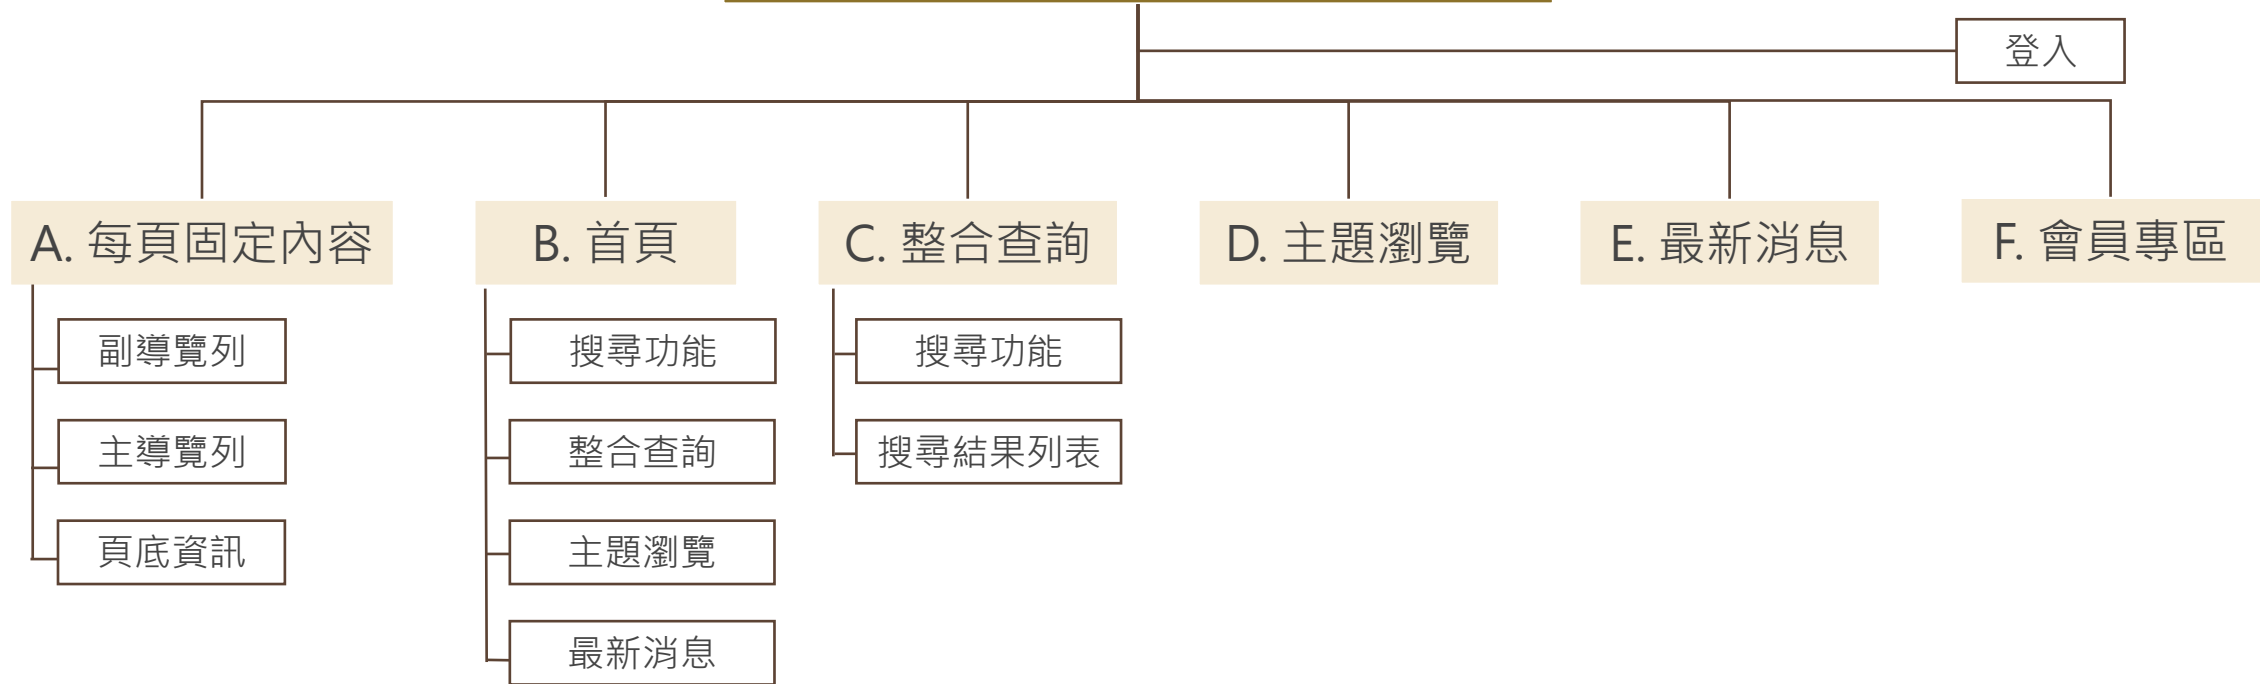 登入
A. 每頁固定內容
B. 首頁
C. 整合查詢
D. 主題瀏覽
E. 最新消息
F. 會員專區
副導覽列
主導覽列
頁底資訊
搜尋功能
整合查詢
主題瀏覽
最新消息
搜尋功能
搜尋結果列表